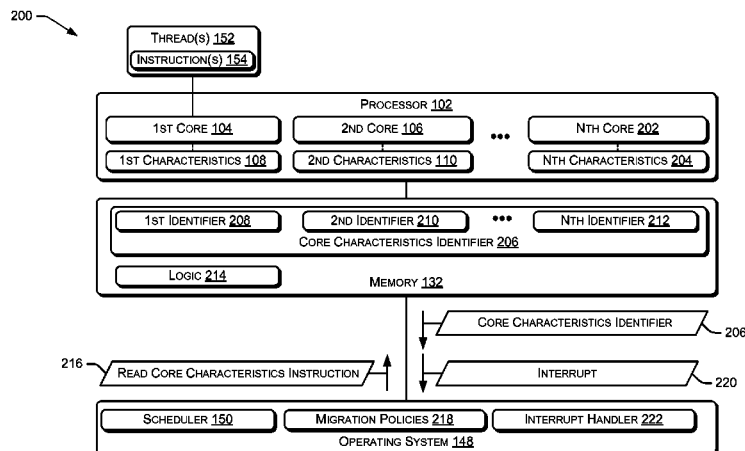 200
THREAD(S) 152
INSTRUCTION(S) 154
PROCESSOR 102
1ST CORE 104
2ND CORE 106
•••
NTH CORE 202
1ST CHARACTERISTICS 108
2ND CHARACTERISTICS 110
NTH CHARACTERISTICS 204
1ST IDENTIFIER 208
2ND IDENTIFIER 210
•••
NTH IDENTIFIER 212
CORE CHARACTERISTICS IDENTIFIER 206
LOGIC 214
MEMORY 132
CORE CHARACTERISTICS IDENTIFIER
206
216
READ CORE CHARACTERISTICS INSTRUCTION
INTERRUPT
220
SCHEDULER 150
MIGRATION POLICIES 218
INTERRUPT HANDLER 222
OPERATING SYSTEM 148